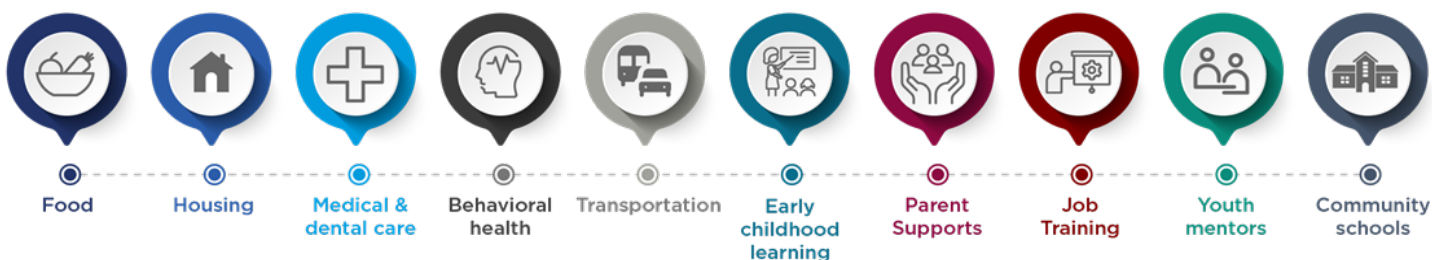 Food
Housing
Medical &
dental care
Behavioral
health
Transportation
Early
childhood
learning
Parent
Supports
Job
Training
Youth
mentors
Community
schools